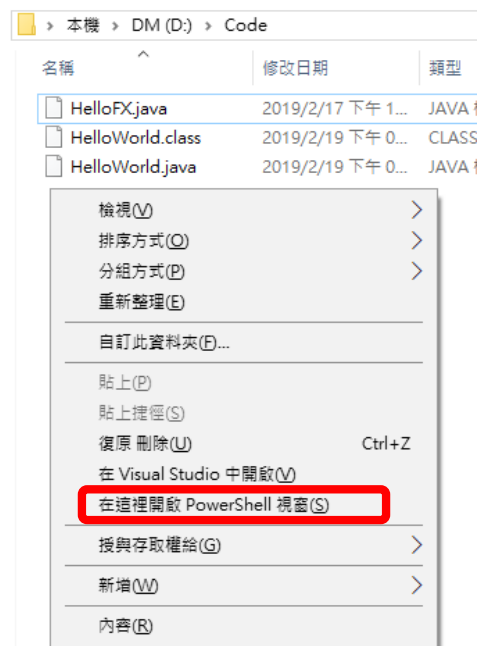 本機 > DM (D:) > Code
名稱 修改日期 類型
HelloFX.java 2019/2/17 下午 1... JAVA
HelloWorld.class 2019/2/19 下午 0... CLASS
HelloWorld.java 2019/2/19 下午 0... JAVA
檢視(V)
排序方式(O)
分組方式(P)
重新整理(E)
自訂此資料夾(F)...
貼上(P)
貼上捷徑(S)
復原 刪除(U) Ctrl+Z
在 Visual Studio 中開啟(V)
在這裡開啟 PowerShell 視窗(S)
授與存取權給(G)
新增(W)
內容(R)